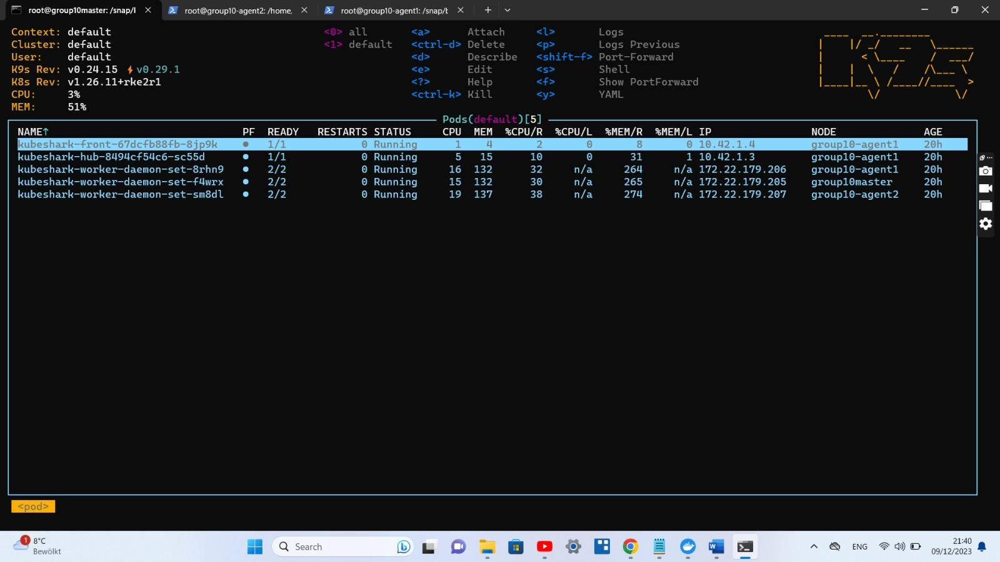 root@group10master: /snap/l
root@group10-agent2: /home,
root@group10-agent1: /snap/t
Context: default <0> all <a> Attach <l> Logs
Cluster: default <1> default <ctrl-d> Delete <p> Logs Previous
User: default <d> Describe <shift-f> Port-Forward
K9s Rev: v0.24.15 ⚡v0.29.1 <e> Edit <s> Shell
K8s Rev: v1.26.11+rke2r1 <?> Help <f> Show PortForward
CPU: 3% <ctrl-k> Kill <y> YAML
MEM: 51%
Pods(default)[5]
NAME↑ PF READY RESTARTS STATUS CPU MEM %CPU/R %CPU/L %MEM/R %MEM/L IP NODE AGE
kubeshark-front-67dcfb88fb-8jp9k ● 1/1 0 Running 1 4 2 0 8 0 10.42.1.4 group10-agent1 20h
kubeshark-hub-8494cf54c6-sc55d ● 1/1 0 Running 5 15 10 0 31 1 10.42.1.3 group10-agent1 20h
kubeshark-worker-daemon-set-8rhn9 ● 2/2 0 Running 16 132 32 n/a 264 n/a 172.22.179.206 group10-agent1 20h
kubeshark-worker-daemon-set-f4wrx ● 2/2 0 Running 15 132 30 n/a 265 n/a 172.22.179.205 group10master 20h
kubeshark-worker-daemon-set-sm8dl ● 2/2 0 Running 19 137 38 n/a 274 n/a 172.22.179.207 group10-agent2 20h
<pod>
1
8°C
Bewölkt
Search
ENG
21:40
09/12/2023